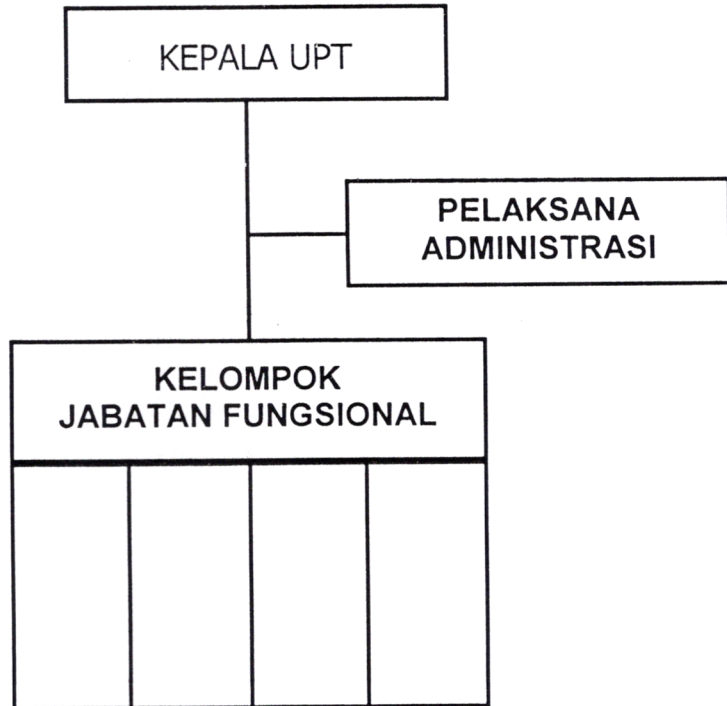 KEPALA UPT
PELAKSANA
ADMINISTRASI
KELOMPOK
JABATAN FUNGSIONAL